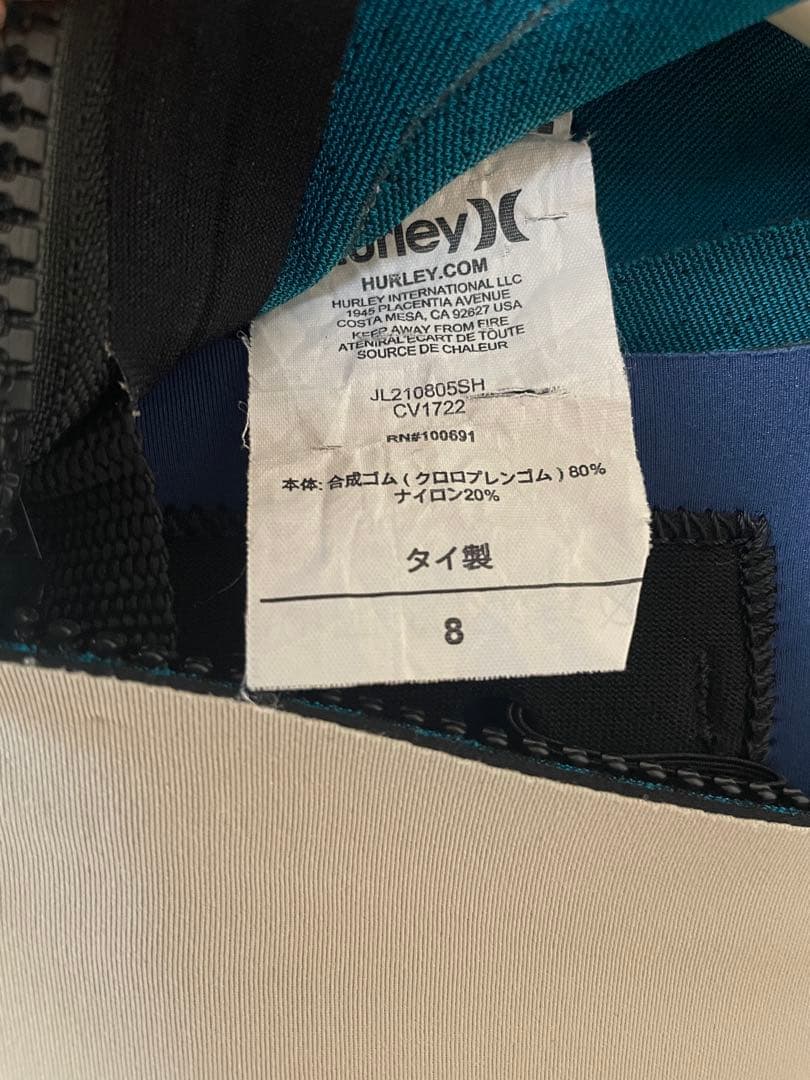 Hurley
HURLEY.COM
HURLEY INTERNATIONAL LLC
1945 PLACENTIA AVENUE
COSTA MESA, CA 92627 USA
KEEP AWAY FROM FIRE
ATENIRAL'ECART DE TOUTE
SOURCE DE CHALEUR
JL210805SH
CV1722
RN#100691
本体: 合成ゴム ( クロロプレンゴム ) 80%
ナイロン20%
タイ製
8